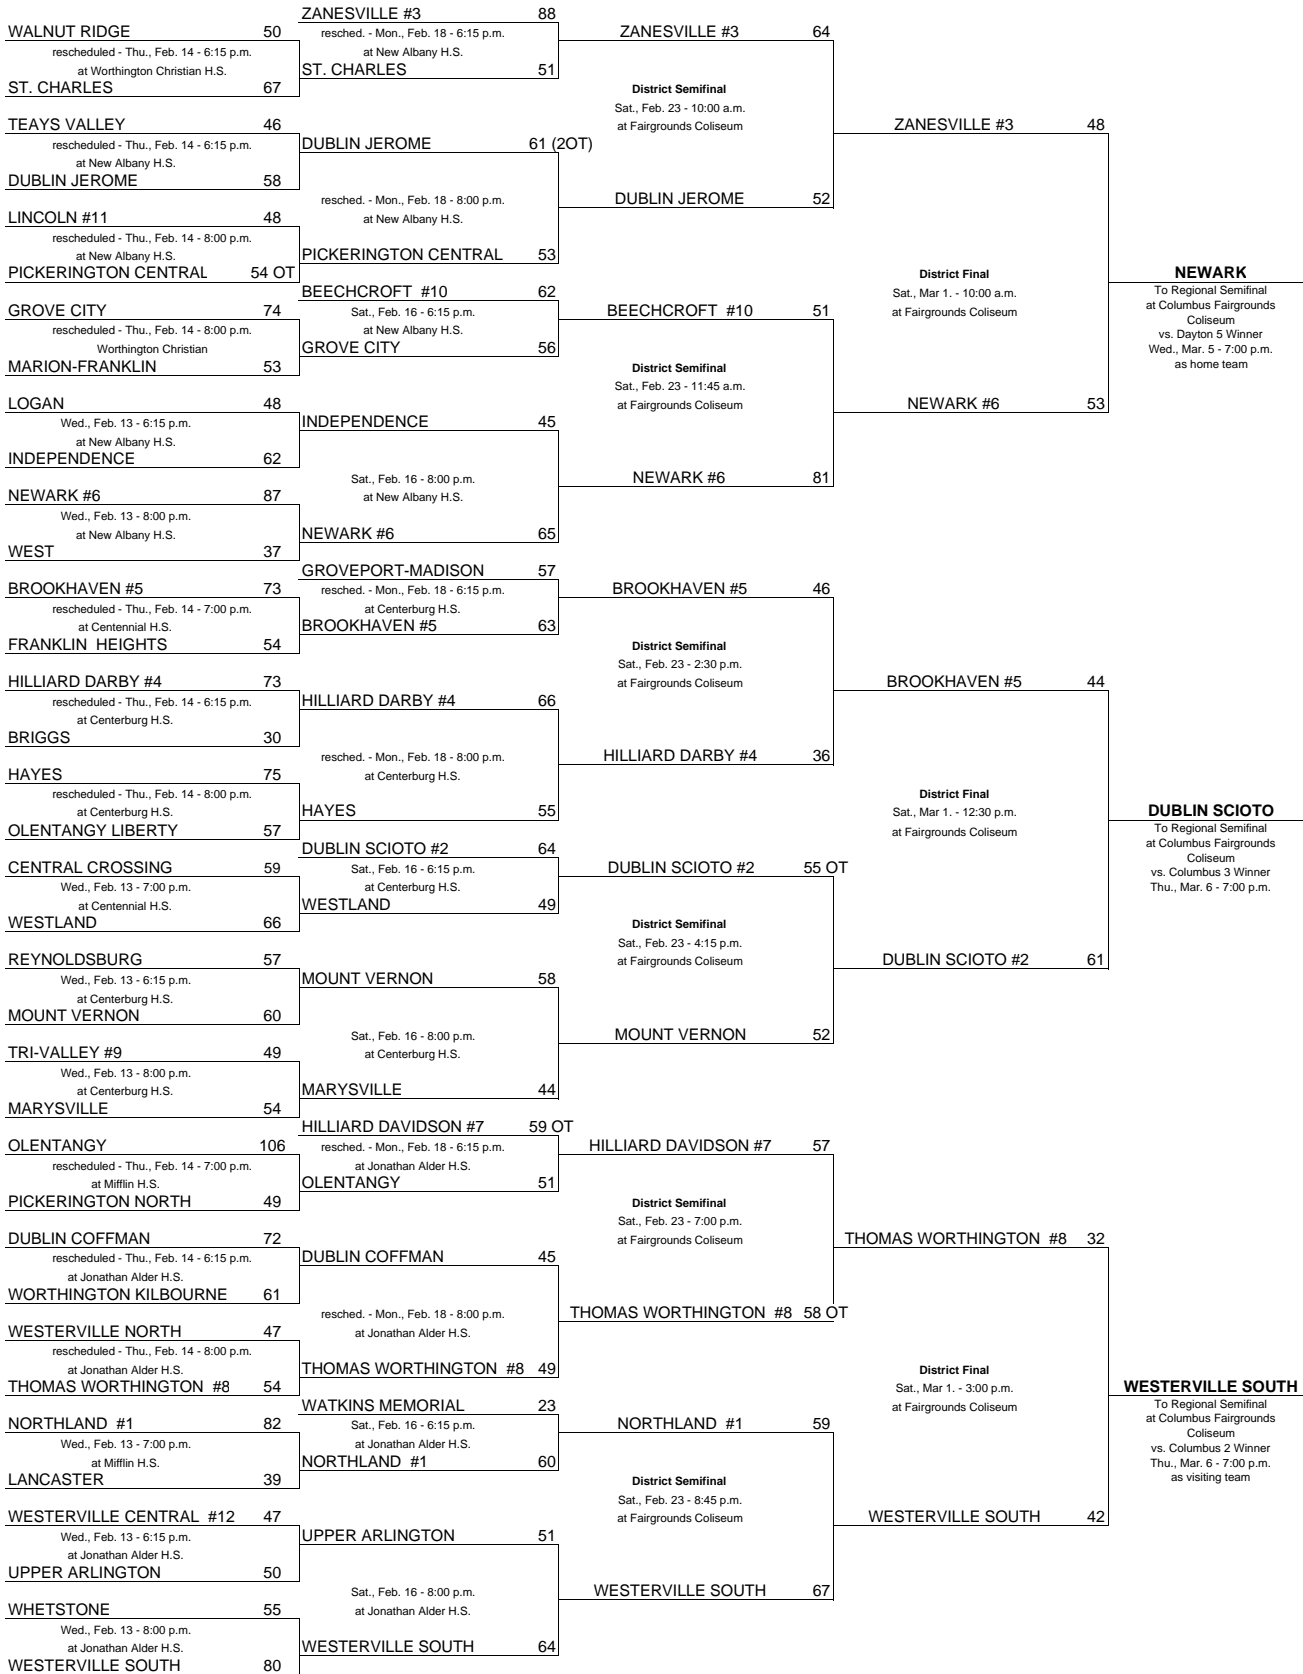 WALNUT RIDGE 50
rescheduled - Thu., Feb. 14 - 6:15 p.m.
at Worthington Christian H.S.
ST. CHARLES 67
TEAYS VALLEY 46
rescheduled - Thu., Feb. 14 - 6:15 p.m.
at New Albany H.S.
DUBLIN JEROME 58
LINCOLN #11 48
rescheduled - Thu., Feb. 14 - 8:00 p.m.
at New Albany H.S.
PICKERINGTON CENTRAL 54 OT
GROVE CITY 74
rescheduled - Thu., Feb. 14 - 8:00 p.m.
Worthington Christian
MARION-FRANKLIN 53
LOGAN 48
Wed., Feb. 13 - 6:15 p.m.
at New Albany H.S.
INDEPENDENCE 62
NEWARK #6 87
Wed., Feb. 13 - 8:00 p.m.
at New Albany H.S.
WEST 37
BROOKHAVEN #5 73
rescheduled - Thu., Feb. 14 - 7:00 p.m.
at Centennial H.S.
FRANKLIN HEIGHTS 54
HILLIARD DARBY #4 73
rescheduled - Thu., Feb. 14 - 6:15 p.m.
at Centerburg H.S.
BRIGGS 30
HAYES 75
rescheduled - Thu., Feb. 14 - 8:00 p.m.
at Centerburg H.S.
OLENTANGY LIBERTY 57
CENTRAL CROSSING 59
Wed., Feb. 13 - 7:00 p.m.
at Centennial H.S.
WESTLAND 66
REYNOLDSBURG 57
Wed., Feb. 13 - 6:15 p.m.
at Centerburg H.S.
MOUNT VERNON 60
TRI-VALLEY #9 49
Wed., Feb. 13 - 8:00 p.m.
at Centerburg H.S.
MARYSVILLE 54
OLENTANGY 106
rescheduled - Thu., Feb. 14 - 7:00 p.m.
at Mifflin H.S.
PICKERINGTON NORTH 49
DUBLIN COFFMAN 72
rescheduled - Thu., Feb. 14 - 6:15 p.m.
at Jonathan Alder H.S.
WORTHINGTON KILBOURNE 61
WESTERVILLE NORTH 47
rescheduled - Thu., Feb. 14 - 8:00 p.m.
at Jonathan Alder H.S.
THOMAS WORTHINGTON #8 54
NORTHLAND #1 82
Wed., Feb. 13 - 7:00 p.m.
at Mifflin H.S.
LANCASTER 39
WESTERVILLE CENTRAL #12 47
Wed., Feb. 13 - 6:15 p.m.
at Jonathan Alder H.S.
UPPER ARLINGTON 50
WHETSTONE 55
Wed., Feb. 13 - 8:00 p.m.
at Jonathan Alder H.S.
WESTERVILLE SOUTH 80
ZANESVILLE #3 88
resched. - Mon., Feb. 18 - 6:15 p.m.
at New Albany H.S.
ST. CHARLES 51
DUBLIN JEROME 61 (2OT)
resched. - Mon., Feb. 18 - 8:00 p.m.
at New Albany H.S.
PICKERINGTON CENTRAL 53
BEECHCROFT #10 62
Sat., Feb. 16 - 6:15 p.m.
at New Albany H.S.
GROVE CITY 56
INDEPENDENCE 45
Sat., Feb. 16 - 8:00 p.m.
at New Albany H.S.
NEWARK #6 65
GROVEPORT-MADISON 57
resched. - Mon., Feb. 18 - 6:15 p.m.
at Centerburg H.S.
BROOKHAVEN #5 63
HILLIARD DARBY #4 66
resched. - Mon., Feb. 18 - 8:00 p.m.
at Centerburg H.S.
HAYES 55
DUBLIN SCIOTO #2 64
Sat., Feb. 16 - 6:15 p.m.
at Centerburg H.S.
WESTLAND 49
MOUNT VERNON 58
Sat., Feb. 16 - 8:00 p.m.
at Centerburg H.S.
MARYSVILLE 44
HILLIARD DAVIDSON #7 59 OT
resched. - Mon., Feb. 18 - 6:15 p.m.
at Jonathan Alder H.S.
OLENTANGY 51
DUBLIN COFFMAN 45
resched. - Mon., Feb. 18 - 8:00 p.m.
at Jonathan Alder H.S.
THOMAS WORTHINGTON #8 49
WATKINS MEMORIAL 23
Sat., Feb. 16 - 6:15 p.m.
at Jonathan Alder H.S.
NORTHLAND #1 60
UPPER ARLINGTON 51
Sat., Feb. 16 - 8:00 p.m.
at Jonathan Alder H.S.
WESTERVILLE SOUTH 64
ZANESVILLE #3 64
District Semifinal
Sat., Feb. 23 - 10:00 a.m.
at Fairgrounds Coliseum
DUBLIN JEROME 52
BEECHCROFT #10 51
District Semifinal
Sat., Feb. 23 - 11:45 a.m.
at Fairgrounds Coliseum
NEWARK #6 81
BROOKHAVEN #5 46
District Semifinal
Sat., Feb. 23 - 2:30 p.m.
at Fairgrounds Coliseum
HILLIARD DARBY #4 36
DUBLIN SCIOTO #2 55 OT
District Semifinal
Sat., Feb. 23 - 4:15 p.m.
at Fairgrounds Coliseum
MOUNT VERNON 52
HILLIARD DAVIDSON #7 57
District Semifinal
Sat., Feb. 23 - 7:00 p.m.
at Fairgrounds Coliseum
THOMAS WORTHINGTON #8 58 OT
NORTHLAND #1 59
District Semifinal
Sat., Feb. 23 - 8:45 p.m.
at Fairgrounds Coliseum
WESTERVILLE SOUTH 67
ZANESVILLE #3 48
District Final
Sat., Mar 1. - 10:00 a.m.
at Fairgrounds Coliseum
NEWARK #6 53
BROOKHAVEN #5 44
District Final
Sat., Mar 1. - 12:30 p.m.
at Fairgrounds Coliseum
DUBLIN SCIOTO #2 61
THOMAS WORTHINGTON #8 32
District Final
Sat., Mar 1. - 3:00 p.m.
at Fairgrounds Coliseum
WESTERVILLE SOUTH 42
NEWARK
To Regional Semifinal
at Columbus Fairgrounds
Coliseum
vs. Dayton 5 Winner
Wed., Mar. 5 - 7:00 p.m.
as home team
DUBLIN SCIOTO
To Regional Semifinal
at Columbus Fairgrounds
Coliseum
vs. Columbus 3 Winner
Thu., Mar. 6 - 7:00 p.m.
WESTERVILLE SOUTH
To Regional Semifinal
at Columbus Fairgrounds
Coliseum
vs. Columbus 2 Winner
Thu., Mar. 6 - 7:00 p.m.
as visiting team